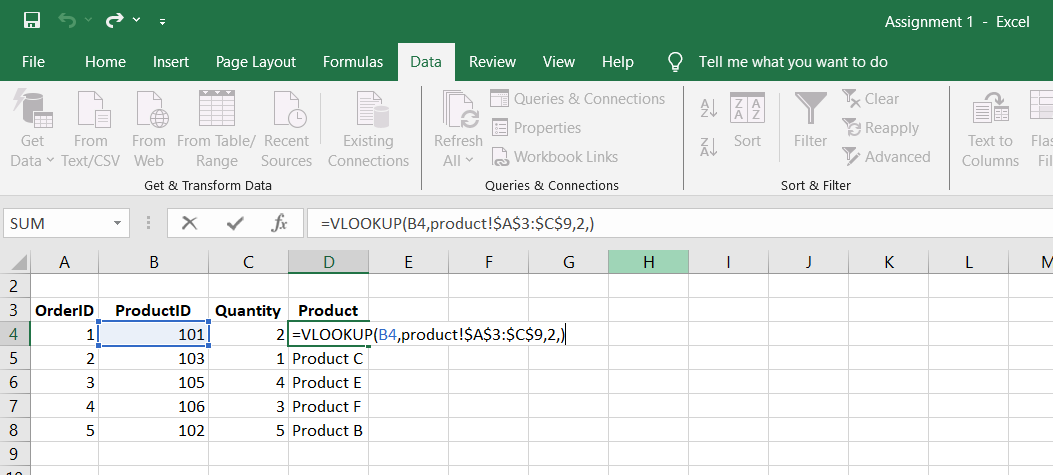 Assignment 1 - Excel
File Home Insert Page Layout Formulas Data Review View Help Tell me what you want to do
Get Data
From Text/CSV
From Web
From Table/ Range
Recent Sources
Existing Connections
Get & Transform Data
Refresh All
Queries & Connections
Properties
Workbook Links
Queries & Connections
A Z
Z A
Z A A Z
Sort
Filter
Clear
Reapply
Advanced
Sort & Filter
Text to Columns
SUM fx =VLOOKUP(B4,product!$A$3:$C$9,2,)
A B C D E F G H I J K L
2
3 OrderID ProductID Quantity Product
4 1 101 2 =VLOOKUP(B4,product!$A$3:$C$9,2,)
5 2 103 1 Product C
6 3 105 4 Product E
7 4 106 3 Product F
8 5 102 5 Product B
9